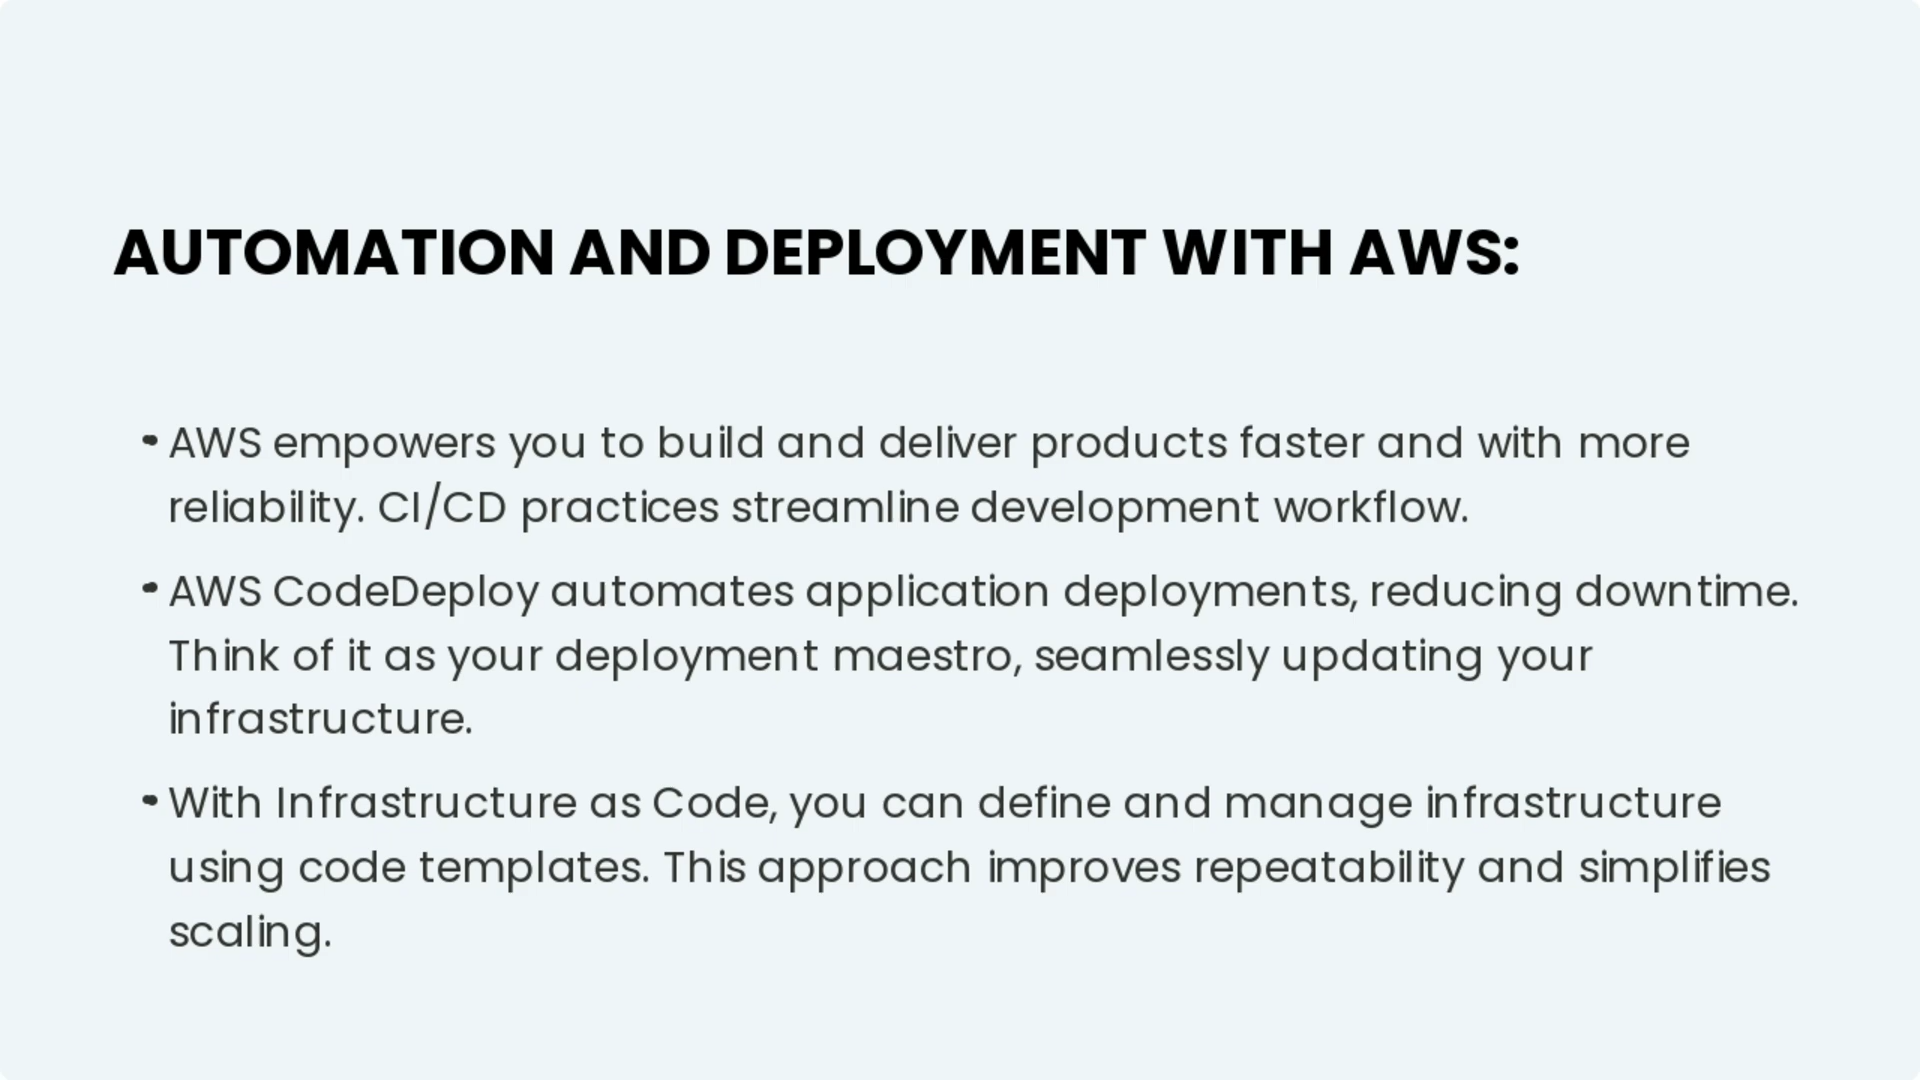 AUTOMATION AND DEPLOYMENT WITH AWS:
- AWS empowers you to build and deliver products faster and with more
reliability. CI/CD practices streamline development workflow.
- AWS CodeDeploy automates application deployments, reducing downtime.
Think of it as your deployment maestro, seamlessly updating your
infrastructure.
- With Infrastructure as Code, you can define and manage infrastructure
using code templates. This approach improves repeatability and simplifies
scaling.